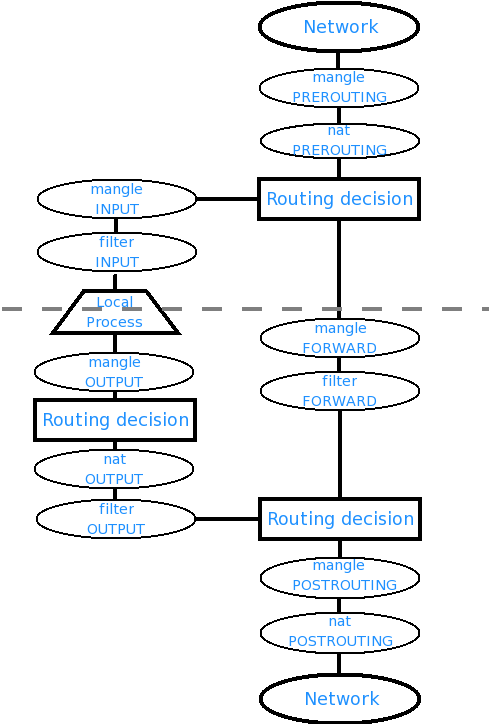 Network
mangle
PREROUTING
nat
PREROUTING
Routing decision
mangle
INPUT
filter
INPUT
Local
Process
mangle
FORWARD
filter
FORWARD
mangle
OUTPUT
Routing decision
nat
OUTPUT
filter
OUTPUT
Routing decision
mangle
POSTROUTING
nat
POSTROUTING
Network